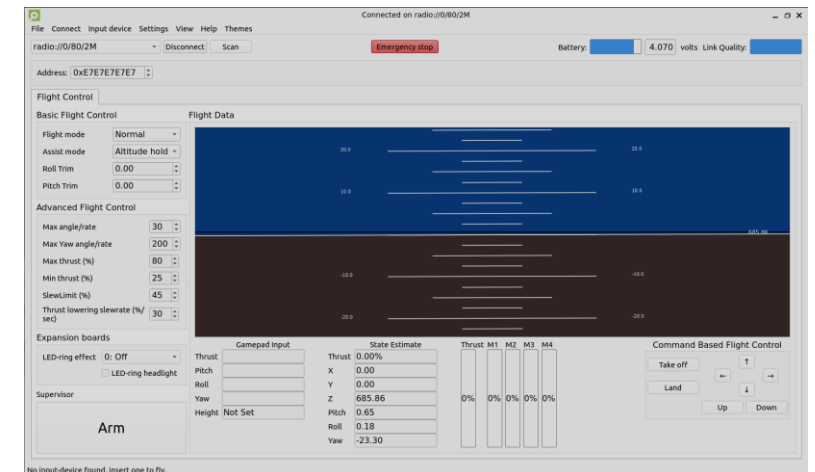 Connected on radio://0/80/2M
File Connect Input device Settings View Help Themes
radio://0/80/2M Disconnect Scan Emergency stop Battery: 4.070 volts Link Quality:
Address: 0xE7E7E7E7E7
Flight Control
Basic Flight Control
Flight mode Normal
Assist mode Altitude hold
Roll Trim 0.00
Pitch Trim 0.00
Advanced Flight Control
Max angle/rate 30
Max Yaw angle/rate 200
Max thrust (%) 80
Min thrust (%) 25
SlewLimit (%) 45
Thrust lowering slewrate (%/
sec) 30
Expansion boards
LED-ring effect 0: Off
LED-ring headlight
Supervisor
Arm
Flight Data
20.0 20.0
10.0 10.0
685.86
-10.0 -10.0
-20.0 -20.0
Gamepad Input
Thrust
Pitch
Roll
Yaw
Height Not Set
State Estimate
Thrust 0.00%
X 0.00
Y 0.00
Z 685.86
Pitch 0.65
Roll 0.18
Yaw -23.30
Thrust M1 M2 M3 M4
0% 0% 0% 0% 0%
Command Based Flight Control
Take off ↑
← →
Land ↓
Up Down
No input-device found, insert one to fly.